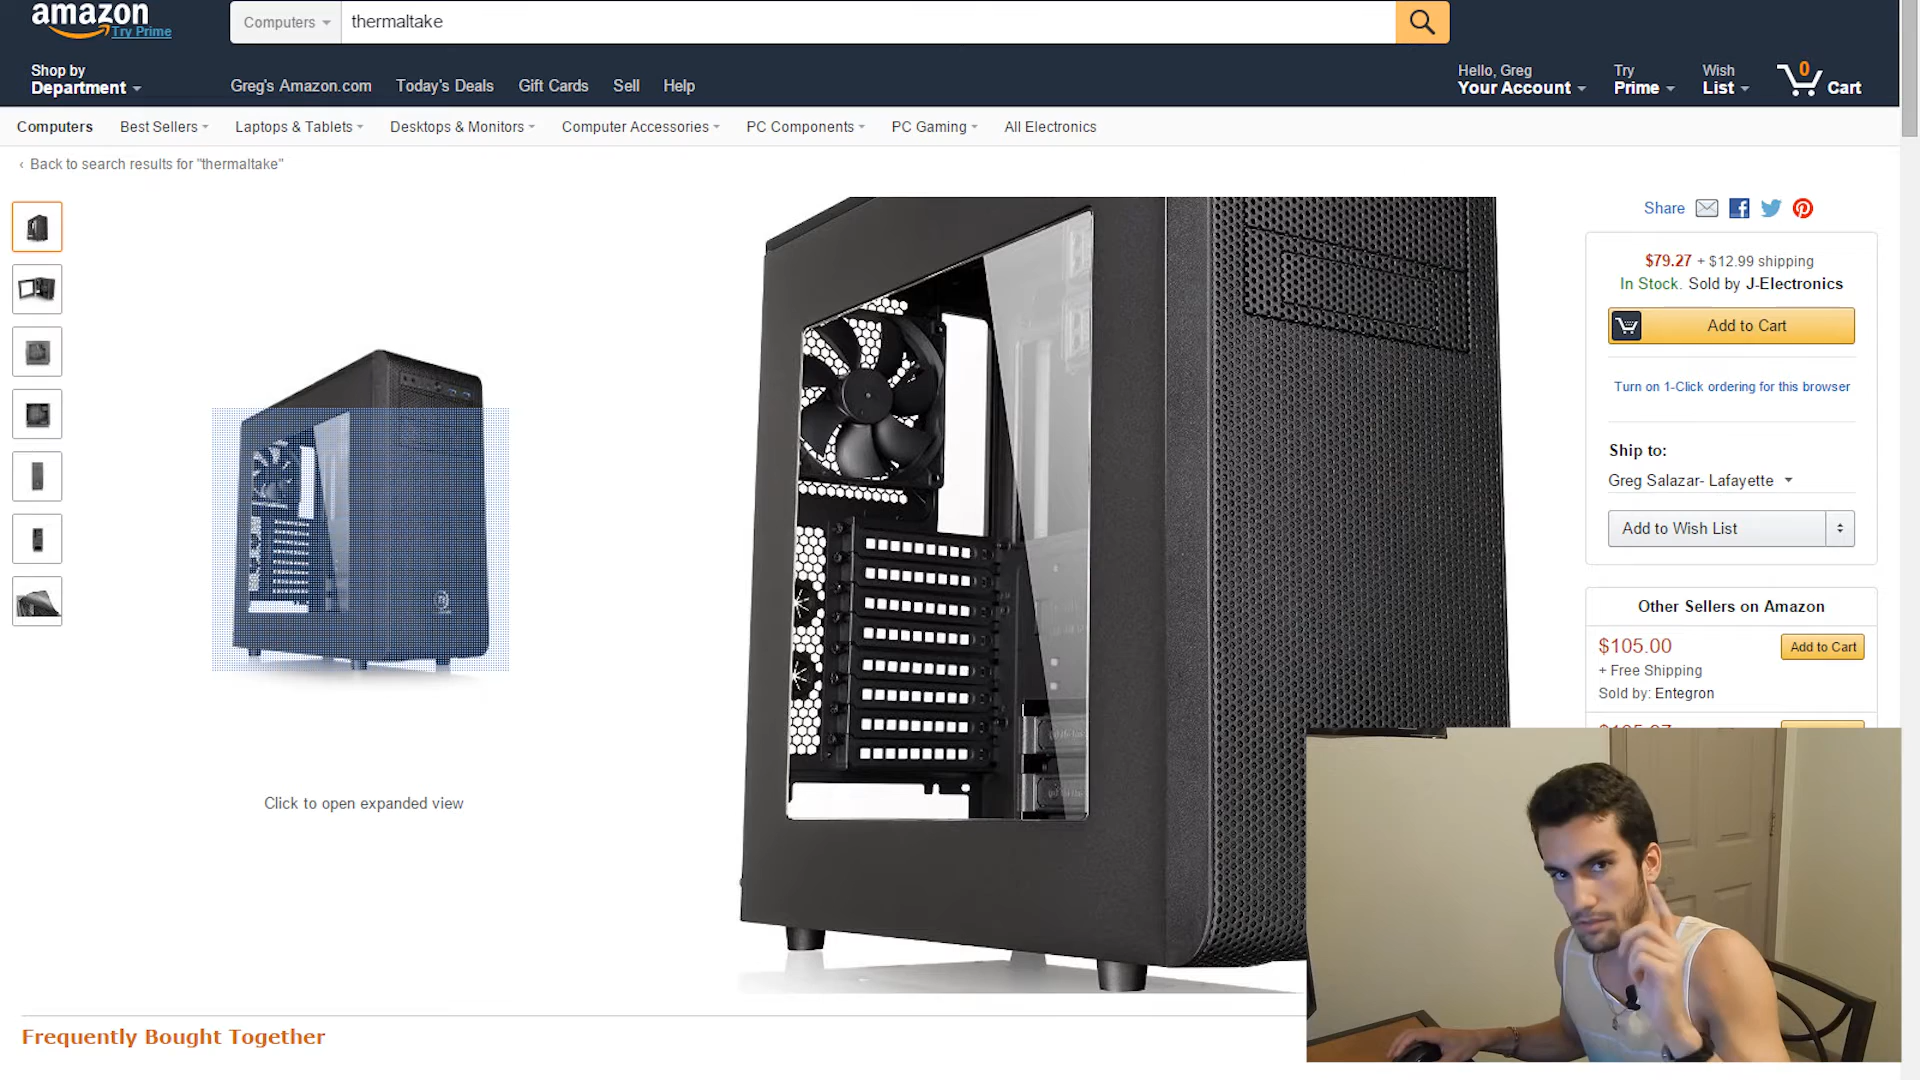 amazon
Try Prime
Computers
thermaltake
Shop by
Department
Greg's Amazon.com
Today's Deals
Gift Cards
Sell
Help
Hello, Greg
Your Account
Try
Prime
Wish
List
0
Cart
Computers
Best Sellers
Laptops & Tablets
Desktops & Monitors
Computer Accessories
PC Components
PC Gaming
All Electronics
‹ Back to search results for "thermaltake"
Share
$79.27 + $12.99 shipping
In Stock. Sold by J-Electronics
Add to Cart
Turn on 1-Click ordering for this browser
Ship to:
Greg Salazar- Lafayette
Add to Wish List
Other Sellers on Amazon
$105.00
Add to Cart
+ Free Shipping
Sold by: Entegron
Click to open expanded view
Frequently Bought Together